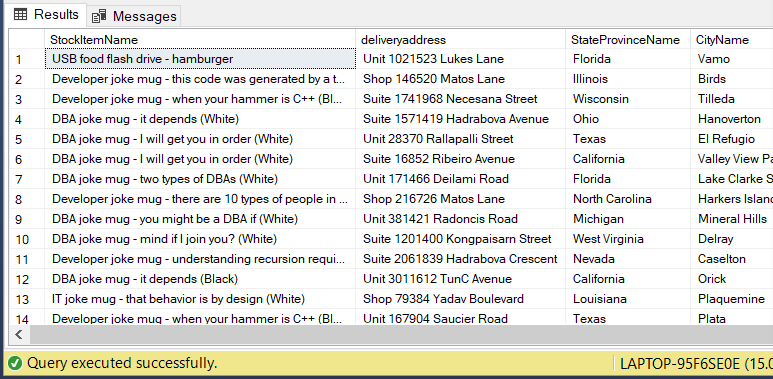 Results Messages
StockItemName deliveryaddress StateProvinceName CityName
1 USB food flash drive - hamburger Unit 1021523 Lukes Lane Florida Vamo
2 Developer joke mug - this code was generated by a t... Shop 146520 Matos Lane Illinois Birds
3 Developer joke mug - when your hammer is C++ (Bl... Suite 1741968 Necesana Street Wisconsin Tilleda
4 DBA joke mug - it depends (White) Suite 1571419 Hadrabova Avenue Ohio Hanoverton
5 DBA joke mug - I will get you in order (White) Unit 28370 Rallapalli Street Texas El Refugio
6 DBA joke mug - I will get you in order (White) Suite 16852 Ribeiro Avenue California Valley View Pa
7 DBA joke mug - two types of DBAs (White) Unit 171466 Deilami Road Florida Lake Clarke S
8 Developer joke mug - there are 10 types of people in ... Shop 216726 Matos Lane North Carolina Harkers Island
9 DBA joke mug - you might be a DBA if (White) Unit 381421 Radoncis Road Michigan Mineral Hills
10 DBA joke mug - mind if I join you? (White) Suite 1201400 Kongpaisarn Street West Virginia Delray
11 Developer joke mug - understanding recursion requi... Suite 2061839 Hadrabova Crescent Nevada Caselton
12 DBA joke mug - it depends (Black) Unit 3011612 TunC Avenue California Orick
13 IT joke mug - that behavior is by design (White) Shop 79384 Yadav Boulevard Louisiana Plaquemine
14 Developer joke mug - when your hammer is C++ (Bl... Unit 167904 Saucier Road Texas Plata
Query executed successfully. LAPTOP-95F6SE0E (15.0